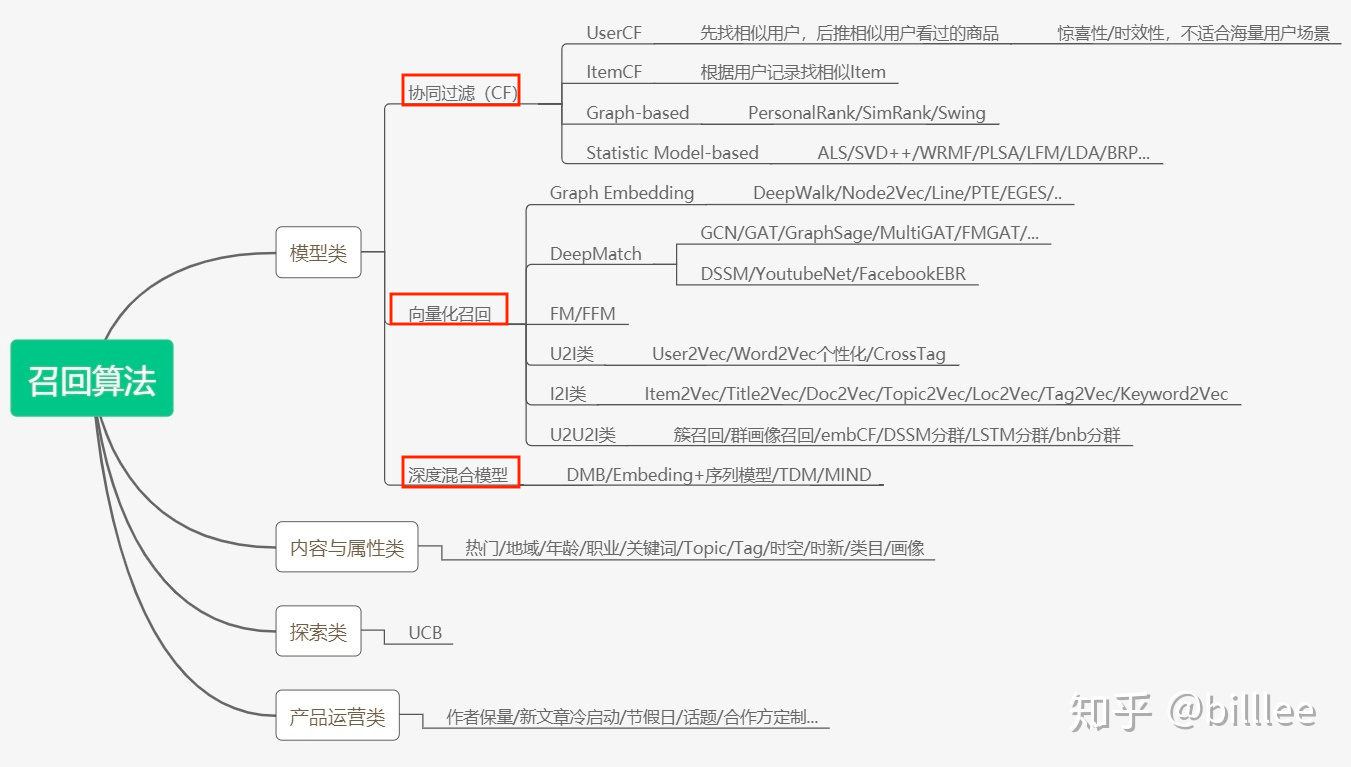 召回算法
模型类
协同过滤（CF）
UserCF 先找相似用户，后推相似用户看过的商品 惊喜性/时效性，不适合海量用户场景
ItemCF 根据用户记录找相似Item
Graph-based PersonalRank/SimRank/Swing
Statistic Model-based ALS/SVD++/WRMF/PLSA/LFM/LDA/BRP...
向量化召回
Graph Embedding DeepWalk/Node2Vec/Line/PTE/EGES/..
DeepMatch
GCN/GAT/GraphSage/MultiGAT/FMGAT/...
DSSM/YoutubeNet/FacebookEBR
FM/FFM
U2I类 User2Vec/Word2Vec个性化/CrossTag
I2I类 Item2Vec/Title2Vec/Doc2Vec/Topic2Vec/Loc2Vec/Tag2Vec/Keyword2Vec
U2U2I类 簇召回/群画像召回/embCF/DSSM分群/LSTM分群/bnb分群
深度混合模型 DMB/Embeding+序列模型/TDM/MIND
内容与属性类 热门/地域/年龄/职业/关键词/Topic/Tag/时空/时新/类目/画像
探索类 UCB
产品运营类 作者保量/新文章冷启动/节假日/话题/合作方定制...
知乎 @billlee